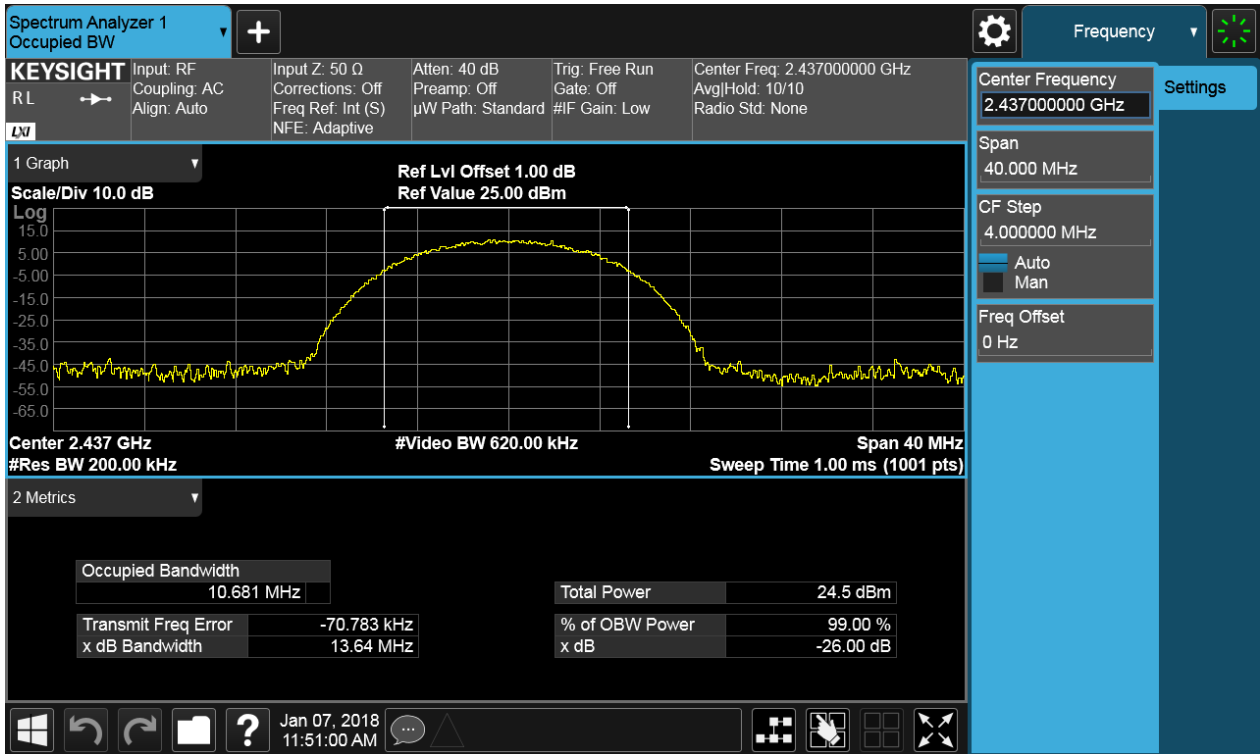 Spectrum Analyzer 1
Occupied BW
Frequency
KEYSIGHT
R L
LXI
Input: RF
Coupling: AC
Align: Auto
Input Z: 50 Ω
Corrections: Off
Freq Ref: Int (S)
NFE: Adaptive
Atten: 40 dB
Preamp: Off
µW Path: Standard
Trig: Free Run
Gate: Off
#IF Gain: Low
Center Freq: 2.437000000 GHz
Avg|Hold: 10/10
Radio Std: None
Center Frequency
2.437000000 GHz
Settings
Span
40.000 MHz
CF Step
4.000000 MHz
Auto
Man
Freq Offset
0 Hz
1 Graph
Scale/Div 10.0 dB
Ref Lvl Offset 1.00 dB
Ref Value 25.00 dBm
Log
15.0
5.00
-5.00
-15.0
-25.0
-35.0
-45.0
-55.0
-65.0
Center 2.437 GHz
#Video BW 620.00 kHz
Span 40 MHz
#Res BW 200.00 kHz
Sweep Time 1.00 ms (1001 pts)
2 Metrics
Occupied Bandwidth
10.681 MHz
Total Power 24.5 dBm
Transmit Freq Error -70.783 kHz
% of OBW Power 99.00 %
x dB Bandwidth 13.64 MHz
x dB -26.00 dB
Jan 07, 2018
11:51:00 AM